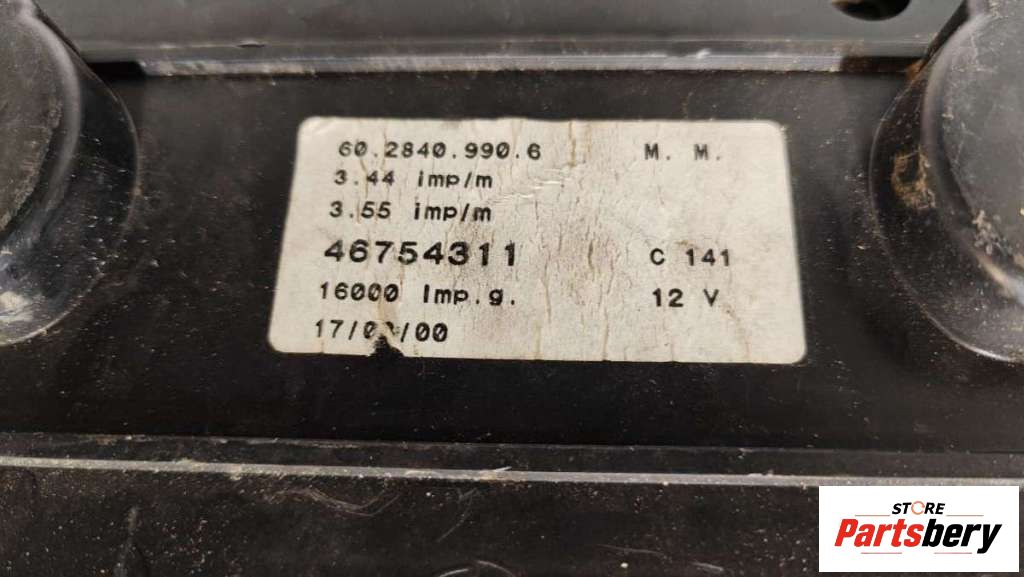 60.2840.990.6 M. M.
3.44 imp/m
3.55 imp/m
46754311 C 141
16000 Imp.g. 12 V
STORE
Partsbery